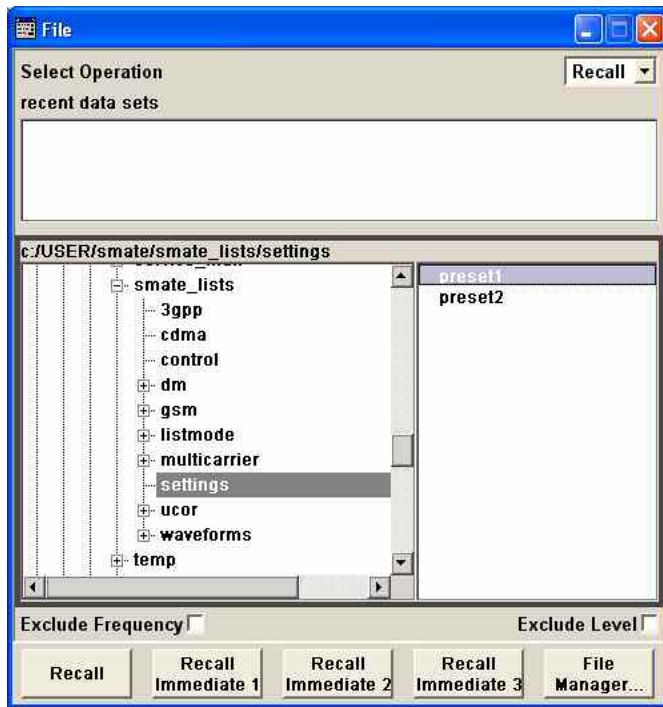 File
Select Operation
Recall
recent data sets
c:/USER/smate/smate_lists/settings
smate_lists
3gpp
cdma
control
dm
gsm
listmode
multicarrier
settings
ucor
waveforms
temp
preset1
preset2
Exclude Frequency
Exclude Level
Recall
Recall
Immediate 1
Recall
Immediate 2
Recall
Immediate 3
File
Manager...